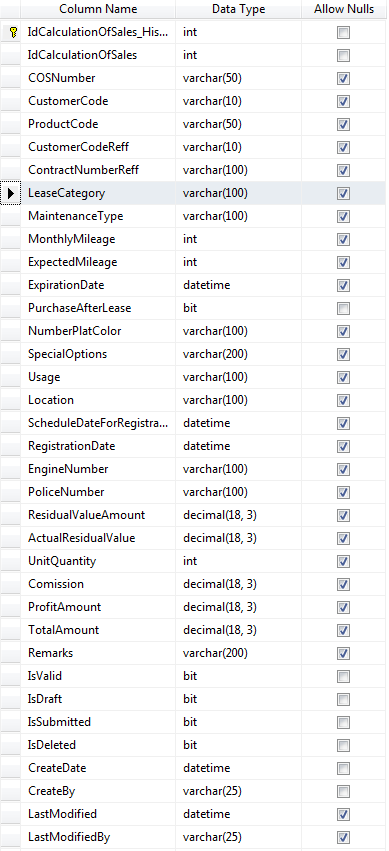 Column Name Data Type Allow Nulls
IdCalculationOfSales_His... int
IdCalculationOfSales int
COSNumber varchar(50)
CustomerCode varchar(10)
ProductCode varchar(50)
CustomerCodeReff varchar(10)
ContractNumberReff varchar(100)
LeaseCategory varchar(100)
MaintenanceType varchar(100)
MonthlyMileage int
ExpectedMileage int
ExpirationDate datetime
PurchaseAfterLease bit
NumberPlatColor varchar(100)
SpecialOptions varchar(200)
Usage varchar(100)
Location varchar(100)
ScheduleDateForRegistra... datetime
RegistrationDate datetime
EngineNumber varchar(100)
PoliceNumber varchar(100)
ResidualValueAmount decimal(18, 3)
ActualResidualValue decimal(18, 3)
UnitQuantity int
Comission decimal(18, 3)
ProfitAmount decimal(18, 3)
TotalAmount decimal(18, 3)
Remarks varchar(200)
IsValid bit
IsDraft bit
IsSubmitted bit
IsDeleted bit
CreateDate datetime
CreateBy varchar(25)
LastModified datetime
LastModifiedBy varchar(25)